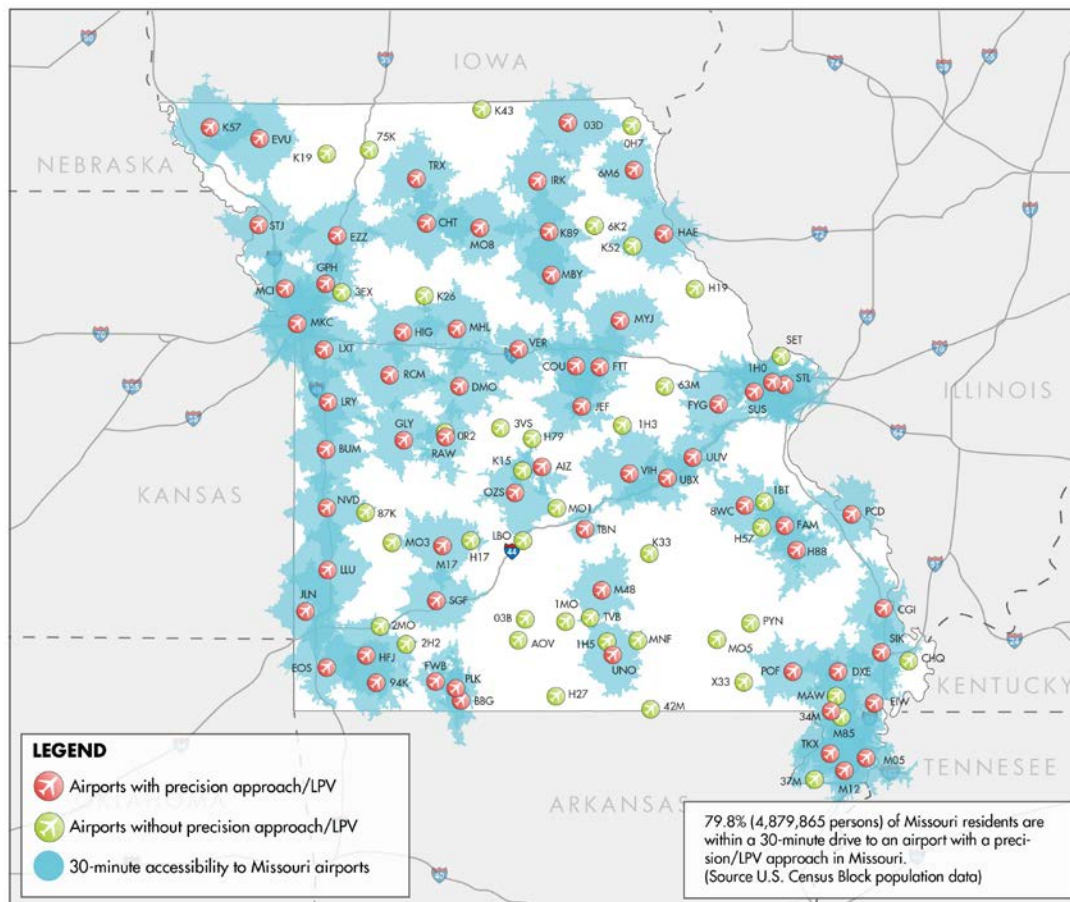 IOWA
NEBRASKA
KANSAS
ILLINOIS
KENTUCKY
TENNESSEE
ARKANSAS
OKLAHOMA
K43
K57
EVU
K19
75K
03D
0H7
TRX
IRK
6M6
STJ
EZZ
CHT
MO8
K89
6K2
K52
HAE
GPH
MCI
3EX
K26
MBY
H19
MKC
HIG
MHL
MYJ
LXT
VER
SET
RCM
DMO
COU
FTT
63M
1H0
STL
LRY
JEF
FYG
SUS
GLY
0R2
RAW
3VS
H79
1H3
BUM
K15
AIZ
VIH
UUV
UBX
OZS
NVD
87K
MO1
8WC
1BT
PCD
MO3
M17
H17
LBO
44
TBN
K33
H57
FAM
H88
LLU
M48
JLN
SGF
CGI
2MO
03B
1MO
TVB
PYN
2H2
AOV
1H5
MNF
MO5
SIK
CHQ
EOS
HFJ
94K
FWB
PLK
BBG
UNO
X33
POF
DXE
H27
42M
MAW
34M
M85
EIW
TKX
M05
37M
M12
LEGEND
Airports with precision approach/LPV
Airports without precision approach/LPV
30-minute accessibility to Missouri airports
79.8% (4,879,865 persons) of Missouri residents are
within a 30-minute drive to an airport with a preci-
sion/LPV approach in Missouri.
(Source U.S. Census Block population data)